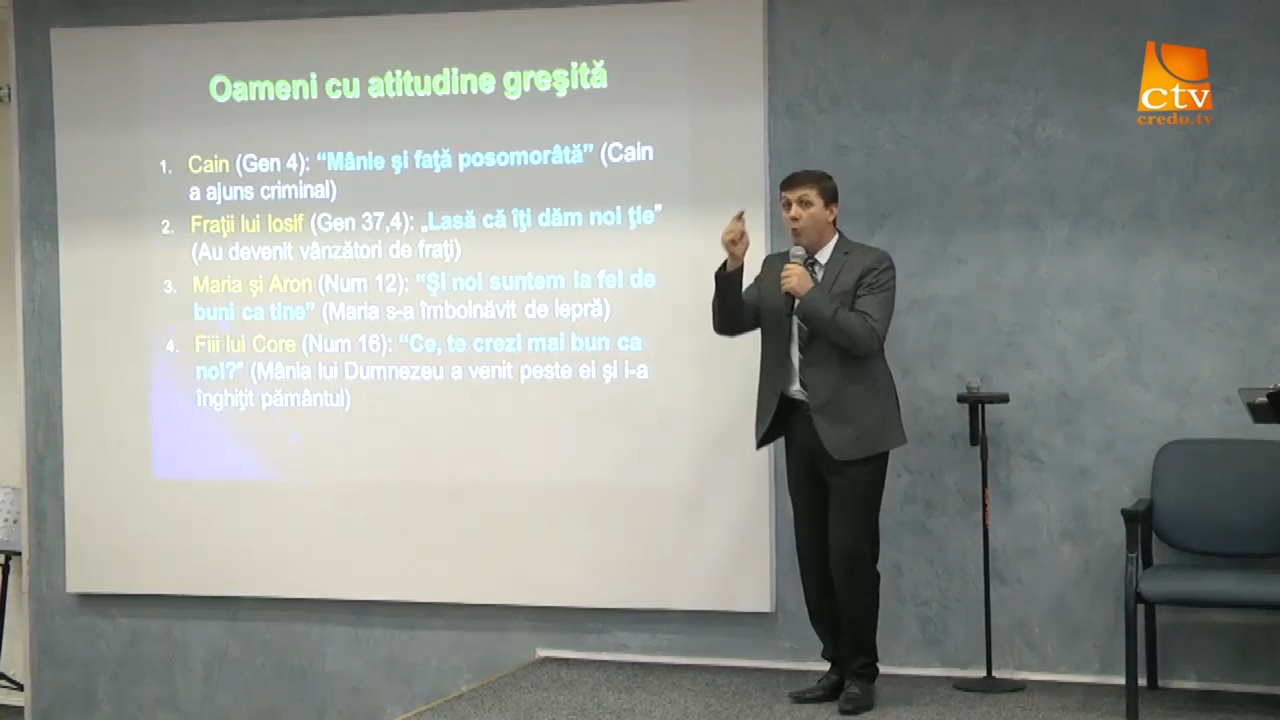 Oameni cu atitudine greşită
1. Cain (Gen 4): “Mânie şi faţă posomorâtă” (Cain
a ajuns criminal)
2. Fraţii lui Iosif (Gen 37,4): „Lasă că îţi dăm noi ţie”
(Au devenit vânzători de fraţi)
3. Maria şi Aron (Num 12): “Şi noi suntem la fel de
buni ca tine” (Maria s-a îmbolnăvit de lepră)
4. Fiii lui Core (Num 16): “Ce, te crezi mai bun ca
noi?” (Mânia lui Dumnezeu a venit peste ei şi i-a
înghiţit pământul)
ctv
credo.tv